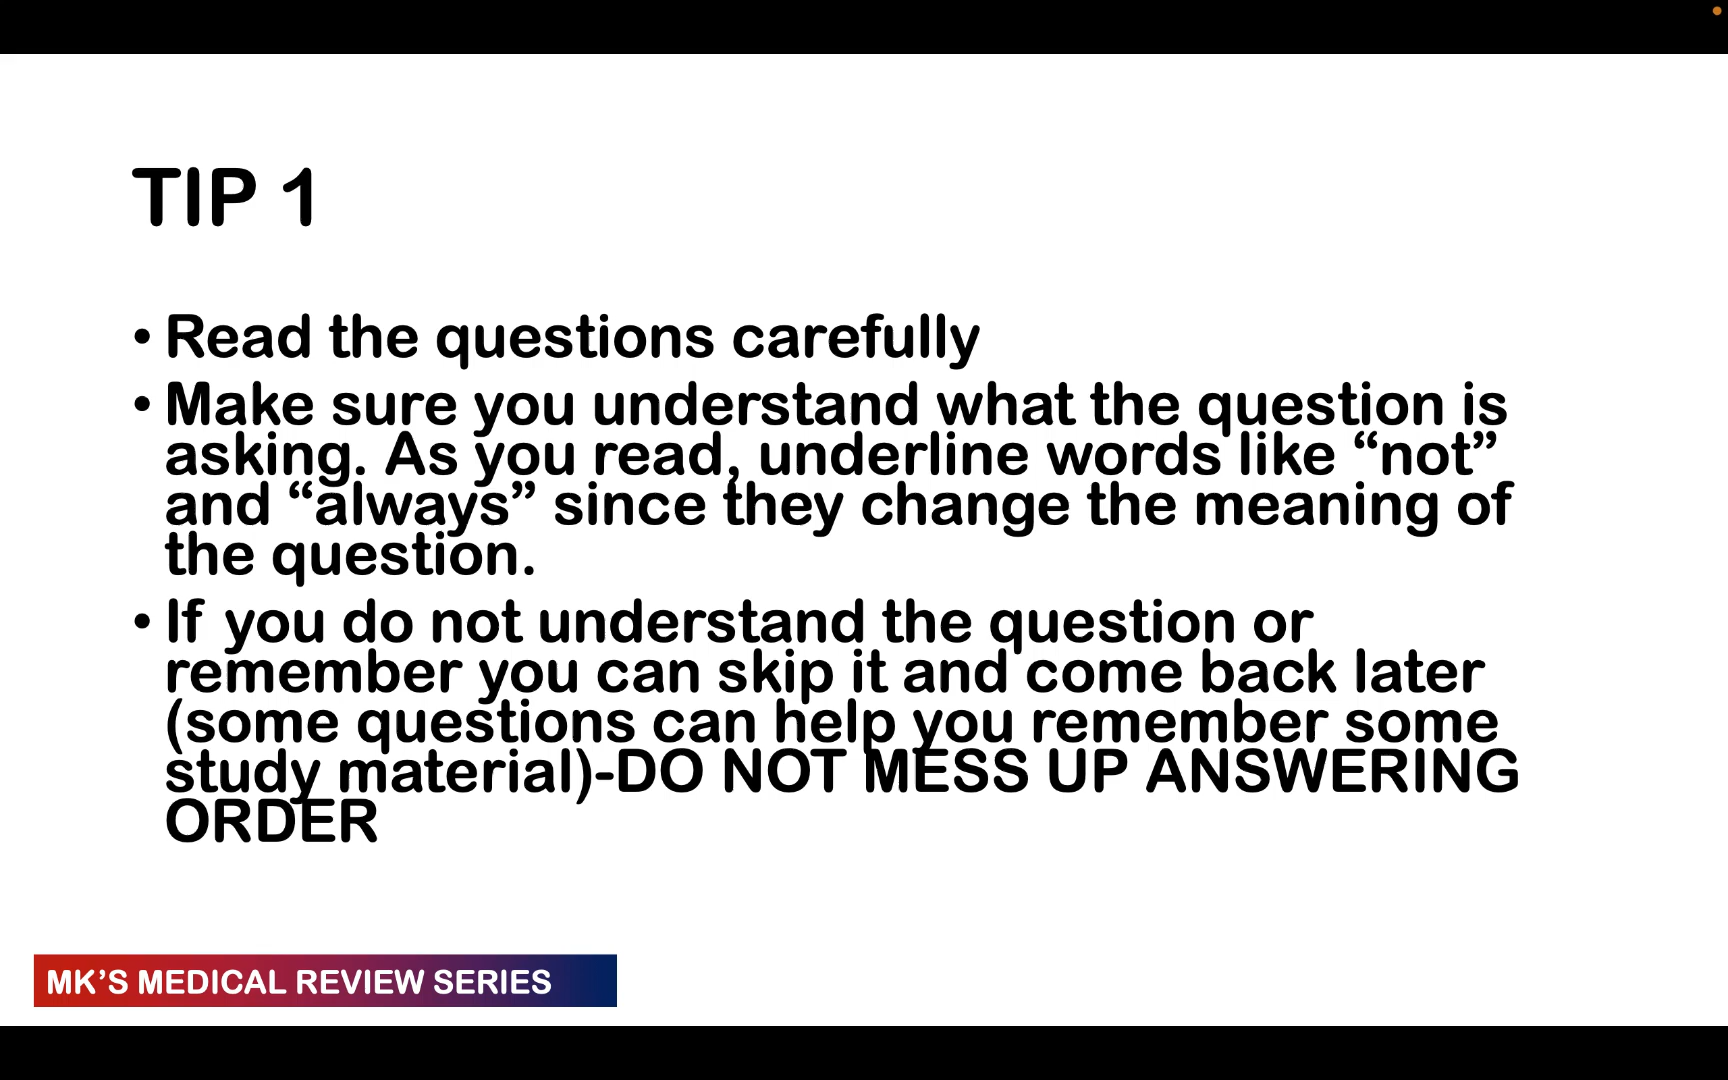 TIP 1
• Read the questions carefully
• Make sure you understand what the question is
asking. As you read, underline words like “not”
and “always” since they change the meaning of
the question.
• If you do not understand the question or
remember you can skip it and come back later
(some questions can help you remember some
study material)-DO NOT MESS UP ANSWERING
ORDER
MK’S MEDICAL REVIEW SERIES